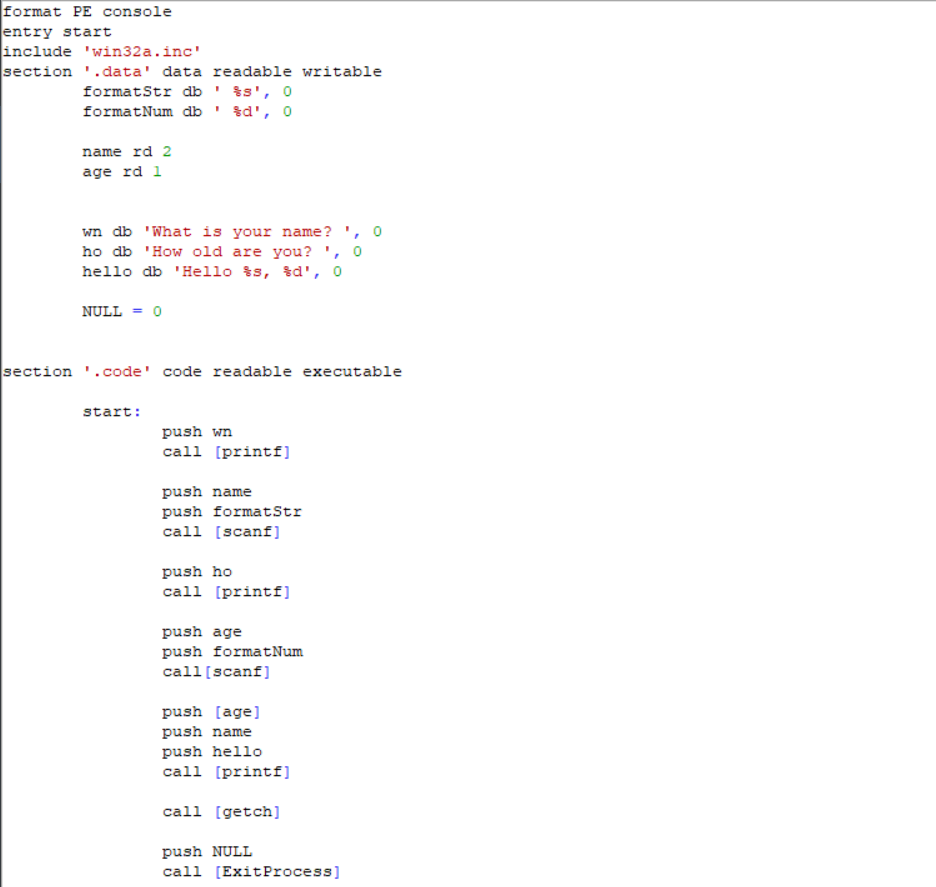 format PE console
entry start
include 'win32a.inc'
section '.data' data readable writable
formatStr db ' %s', 0
formatNum db ' %d', 0
name rd 2
age rd 1
wn db 'What is your name? ', 0
ho db 'How old are you? ', 0
hello db 'Hello %s, %d', 0
NULL = 0
section '.code' code readable executable
start:
push wn
call [printf]
push name
push formatStr
call [scanf]
push ho
call [printf]
push age
push formatNum
call[scanf]
push [age]
push name
push hello
call [printf]
call [getch]
push NULL
call [ExitProcess]